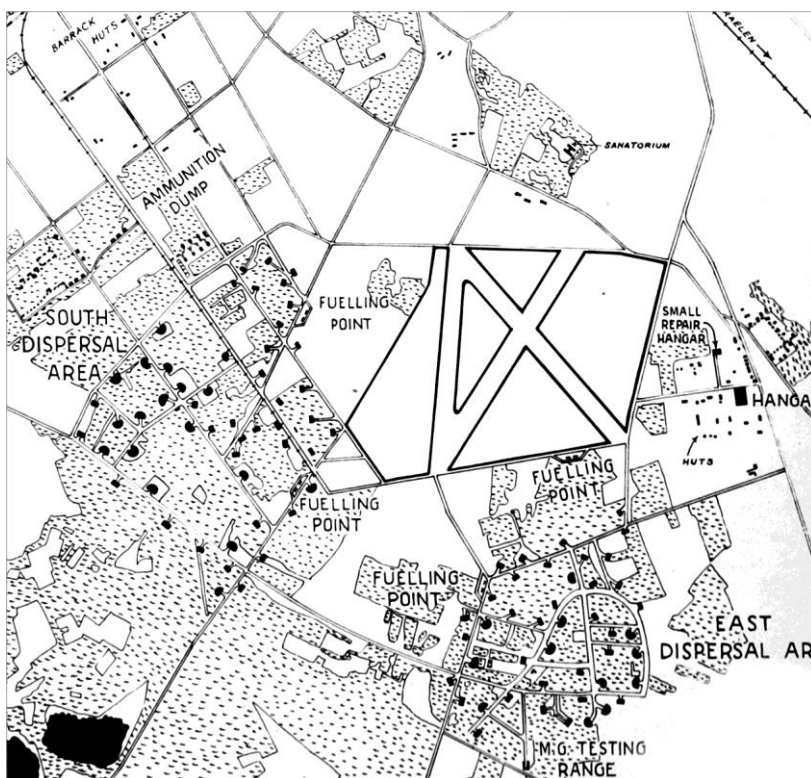 BARRACK
HUTS
RAELEN
SANATORIUM
AMMUNITION
DUMP
FUELLING
POINT
SOUTH
DISPERSAL
AREA
SMALL
REPAIR
HANGAR
HANGA
HUTS
FUELLING
POINT
FUELLING
POINT
FUELLING
POINT
EAST
DISPERSAL AR
M.G. TESTING
RANGE